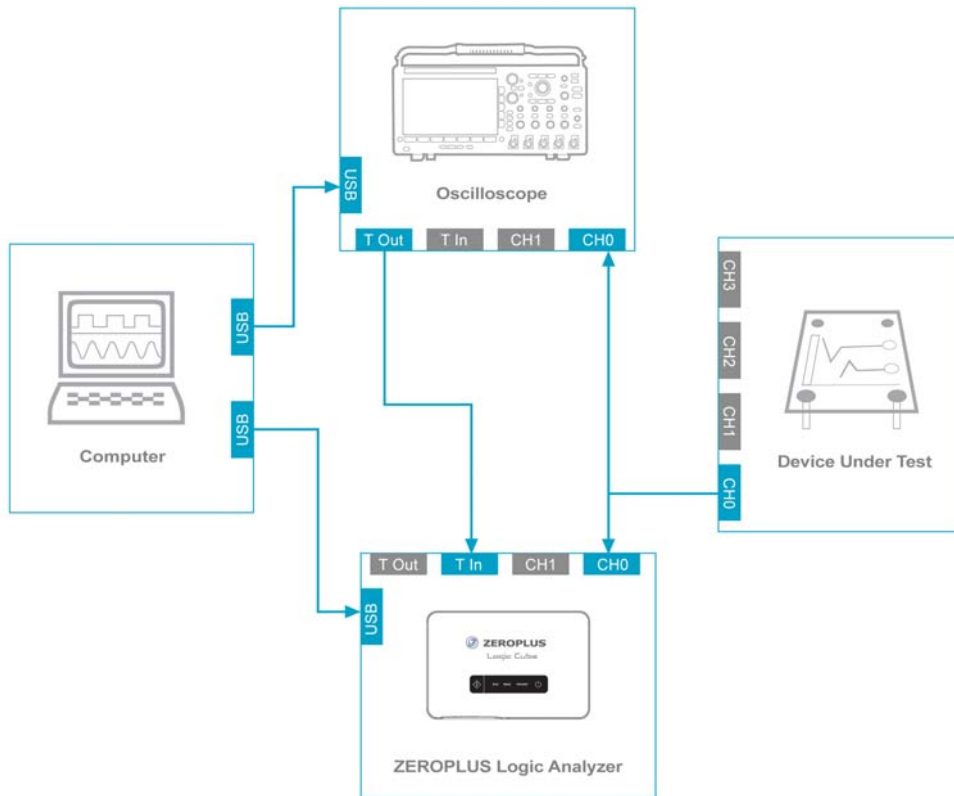 Oscilloscope
USB
T Out
T In
CH1
CH0
USB
USB
Computer
CH3
CH2
CH1
CH0
Device Under Test
T Out
T In
CH1
CH0
USB
ZEROPLUS
Logic Cube
ZEROPLUS Logic Analyzer